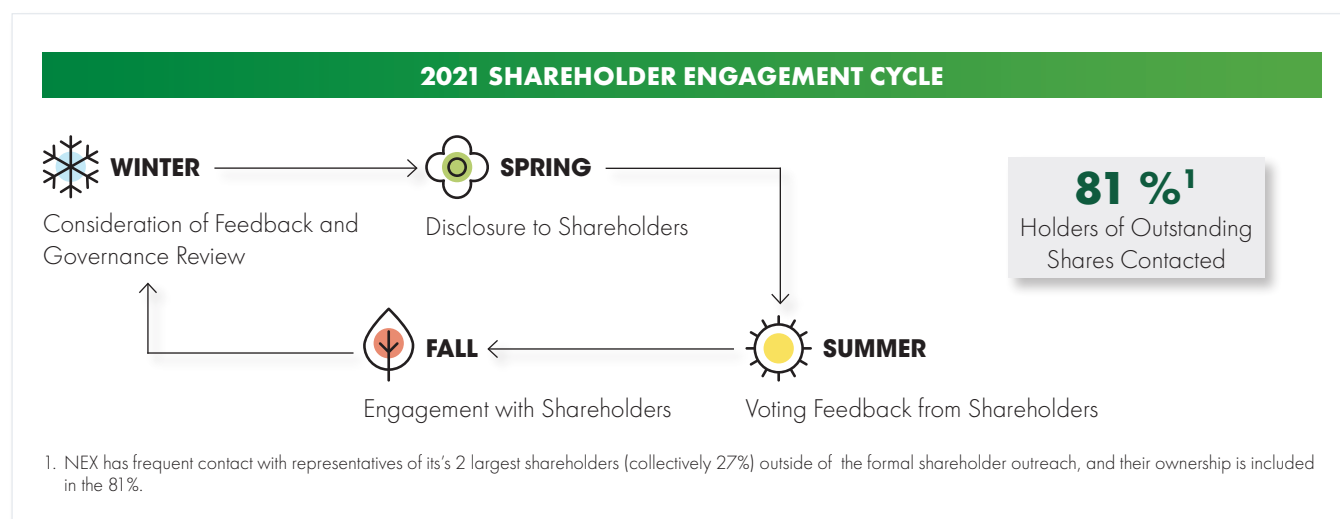 2021 SHAREHOLDER ENGAGEMENT CYCLE
WINTER
Consideration of Feedback and
Governance Review
SPRING
Disclosure to Shareholders
81 %¹
Holders of Outstanding
Shares Contacted
FALL
Engagement with Shareholders
SUMMER
Voting Feedback from Shareholders
1. NEX has frequent contact with representatives of its's 2 largest shareholders (collectively 27%) outside of the formal shareholder outreach, and their ownership is included
in the 81%.